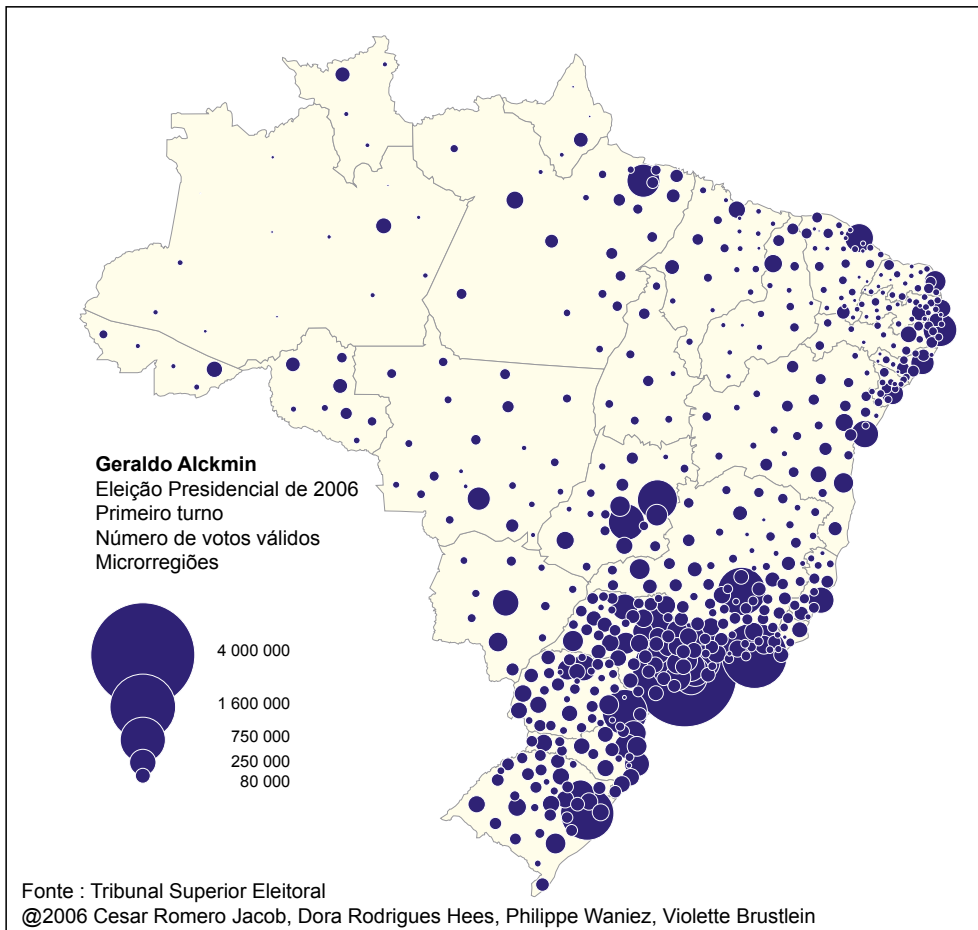 Geraldo Alckmin
Eleição Presidencial de 2006
Primeiro turno
Número de votos válidos
Microrregiões
4 000 000
1 600 000
750 000
250 000
80 000
Fonte : Tribunal Superior Eleitoral
@2006 Cesar Romero Jacob, Dora Rodrigues Hees, Philippe Waniez, Violette Brustlein